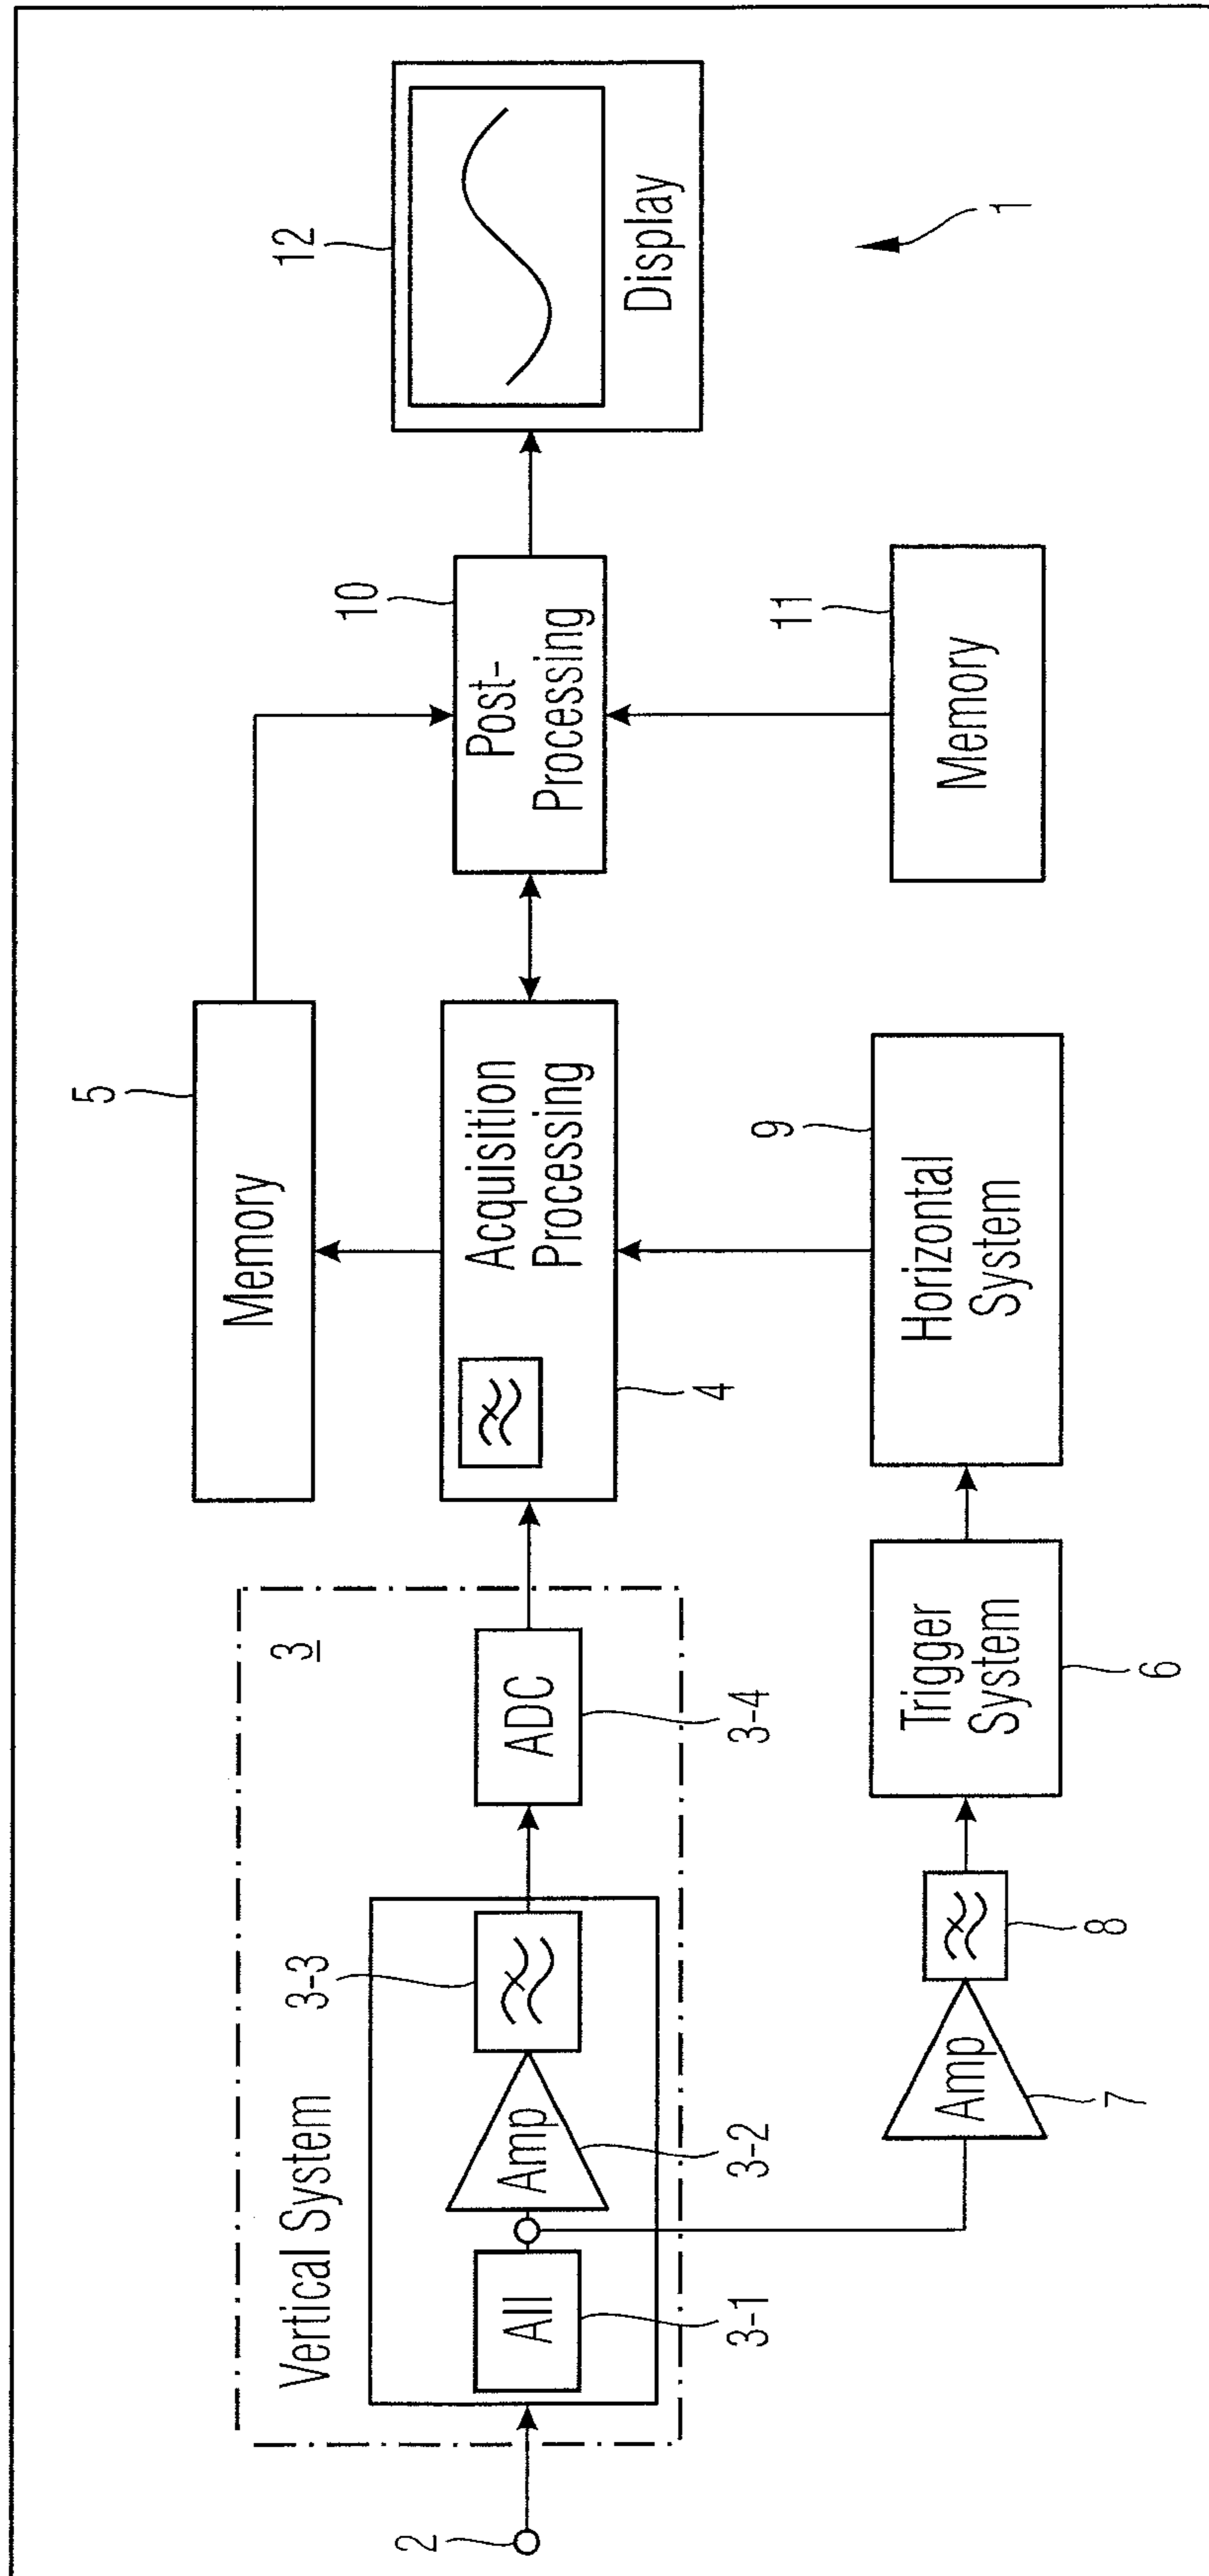 5
12
Memory
10
Vertical System
3
3-3
4
Acquisition
Processing
Post-
Processing
Display
2
All
Amp
ADC
3-1
3-2
3-4
9
11
1
Amp
7
8
Trigger
System
6
Horizontal
System
Memory